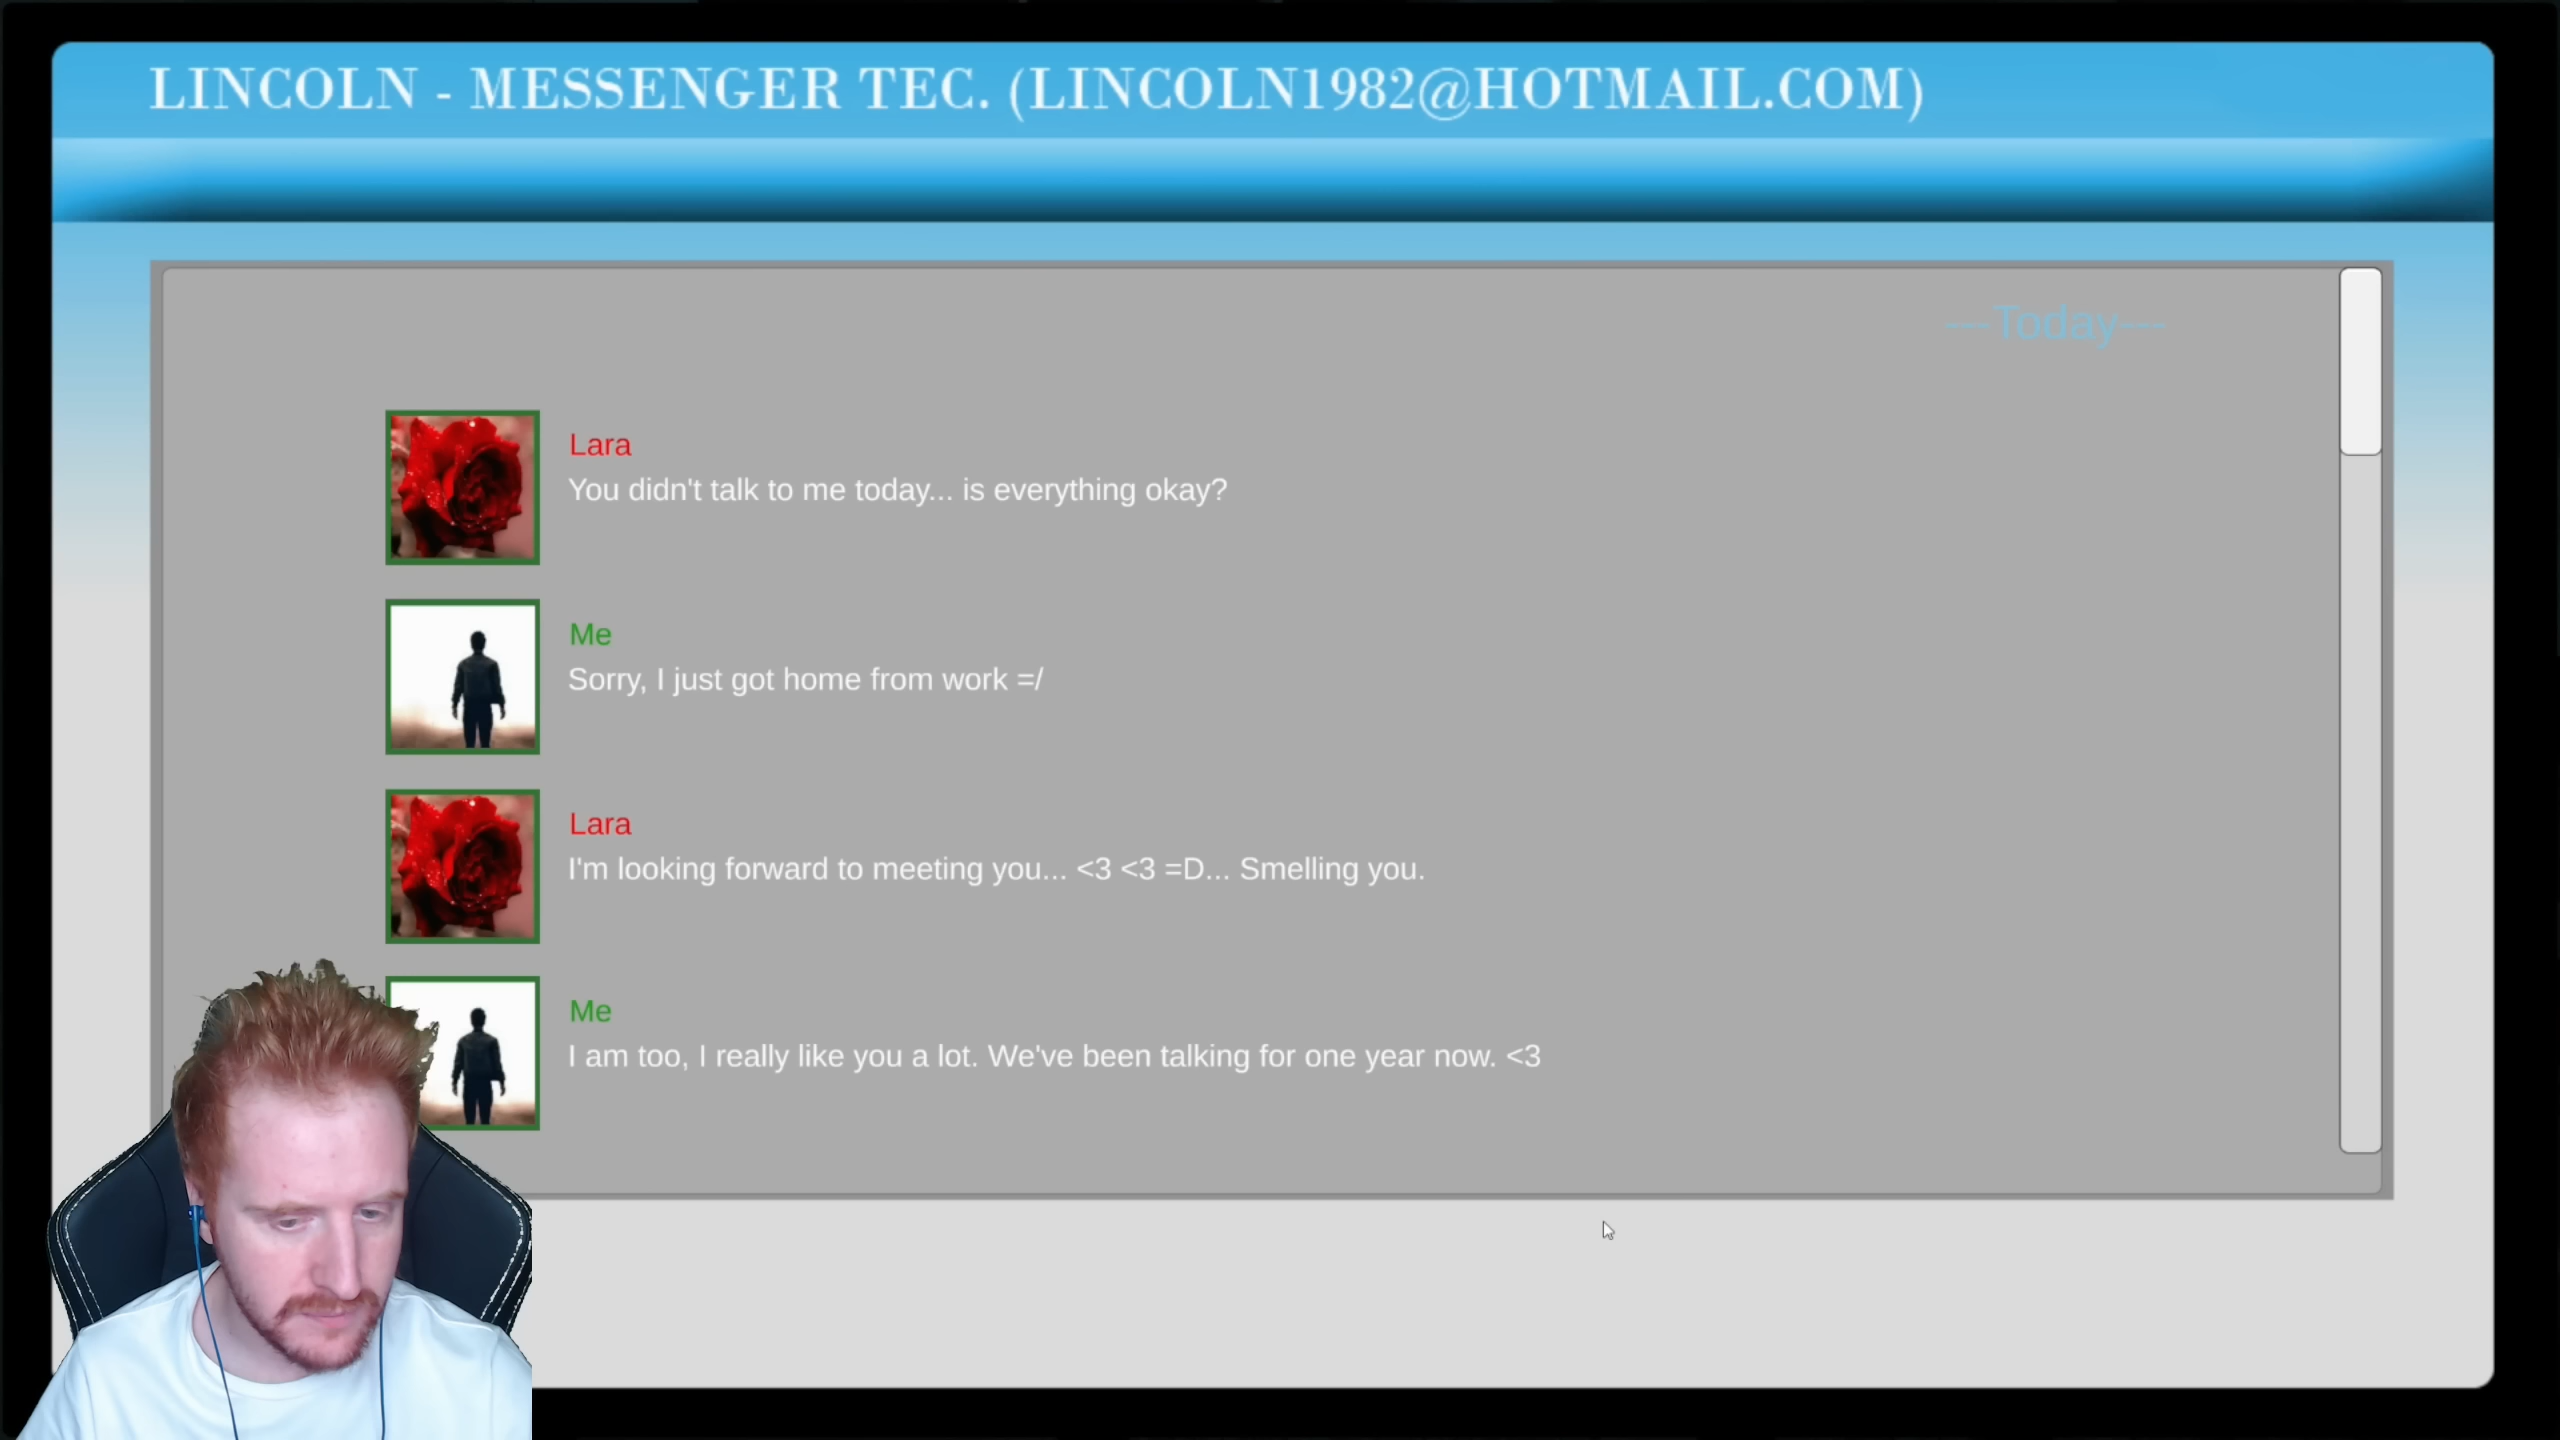 LINCOLN - MESSENGER TEC. (LINCOLN1982@HOTMAIL.COM)
---Today---
Lara
You didn't talk to me today... is everything okay?
Me
Sorry, I just got home from work =/
Lara
I'm looking forward to meeting you... <3 <3 =D... Smelling you.
Me
I am too, I really like you a lot. We've been talking for one year now. <3